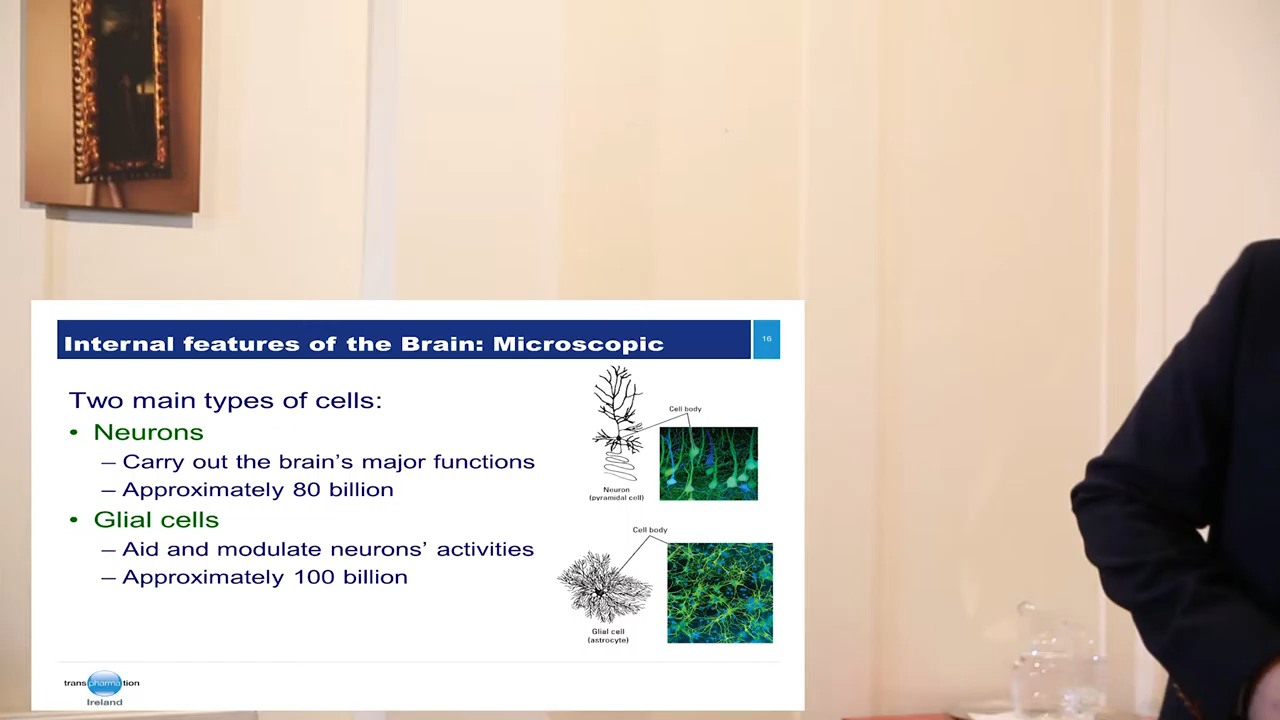 Internal features of the Brain: Microscopic
16
Two main types of cells:
• Neurons
– Carry out the brain’s major functions
– Approximately 80 billion
• Glial cells
– Aid and modulate neurons’ activities
– Approximately 100 billion
Cell body
Neuron
(pyramidal cell)
Cell body
Glial cell
(astrocyte)
transpharmation
Ireland